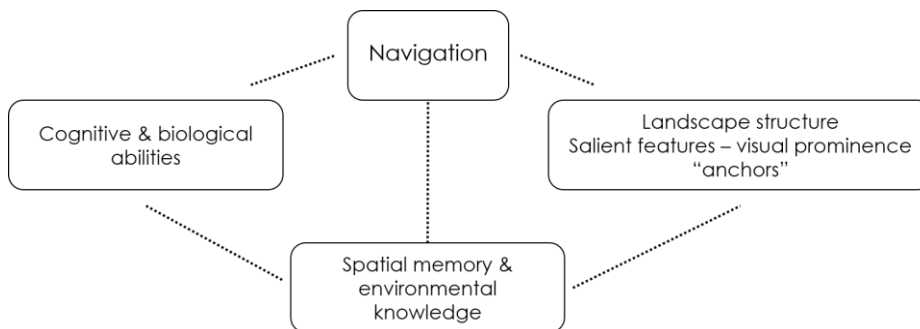 Navigation
Cognitive & biological
abilities
Landscape structure
Salient features – visual prominence
“anchors”
Spatial memory &
environmental
knowledge